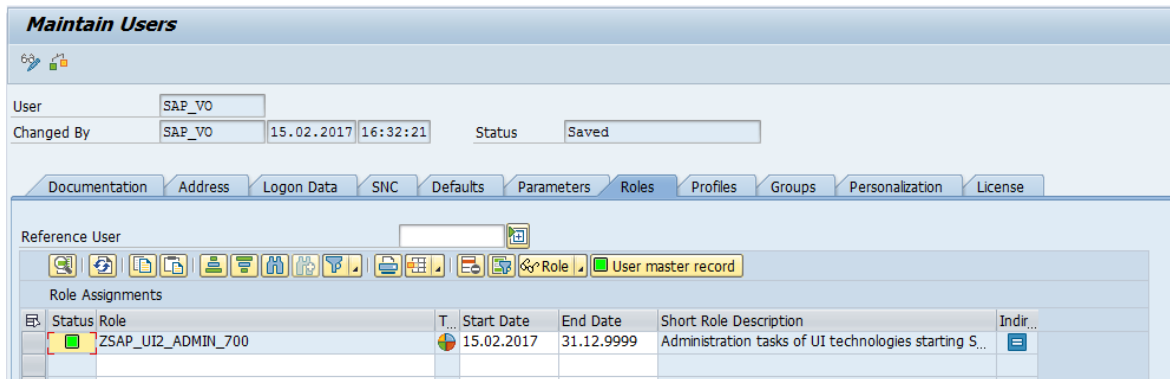 Maintain Users
User SAP_VO
Changed By SAP_VO 15.02.2017 16:32:21 Status Saved
Documentation Address Logon Data SNC Defaults Parameters Roles Profiles Groups Personalization License
Reference User
Role User master record
Role Assignments
Status Role T... Start Date End Date Short Role Description Indir...
ZSAP_UI2_ADMIN_700 15.02.2017 31.12.9999 Administration tasks of UI technologies starting S...